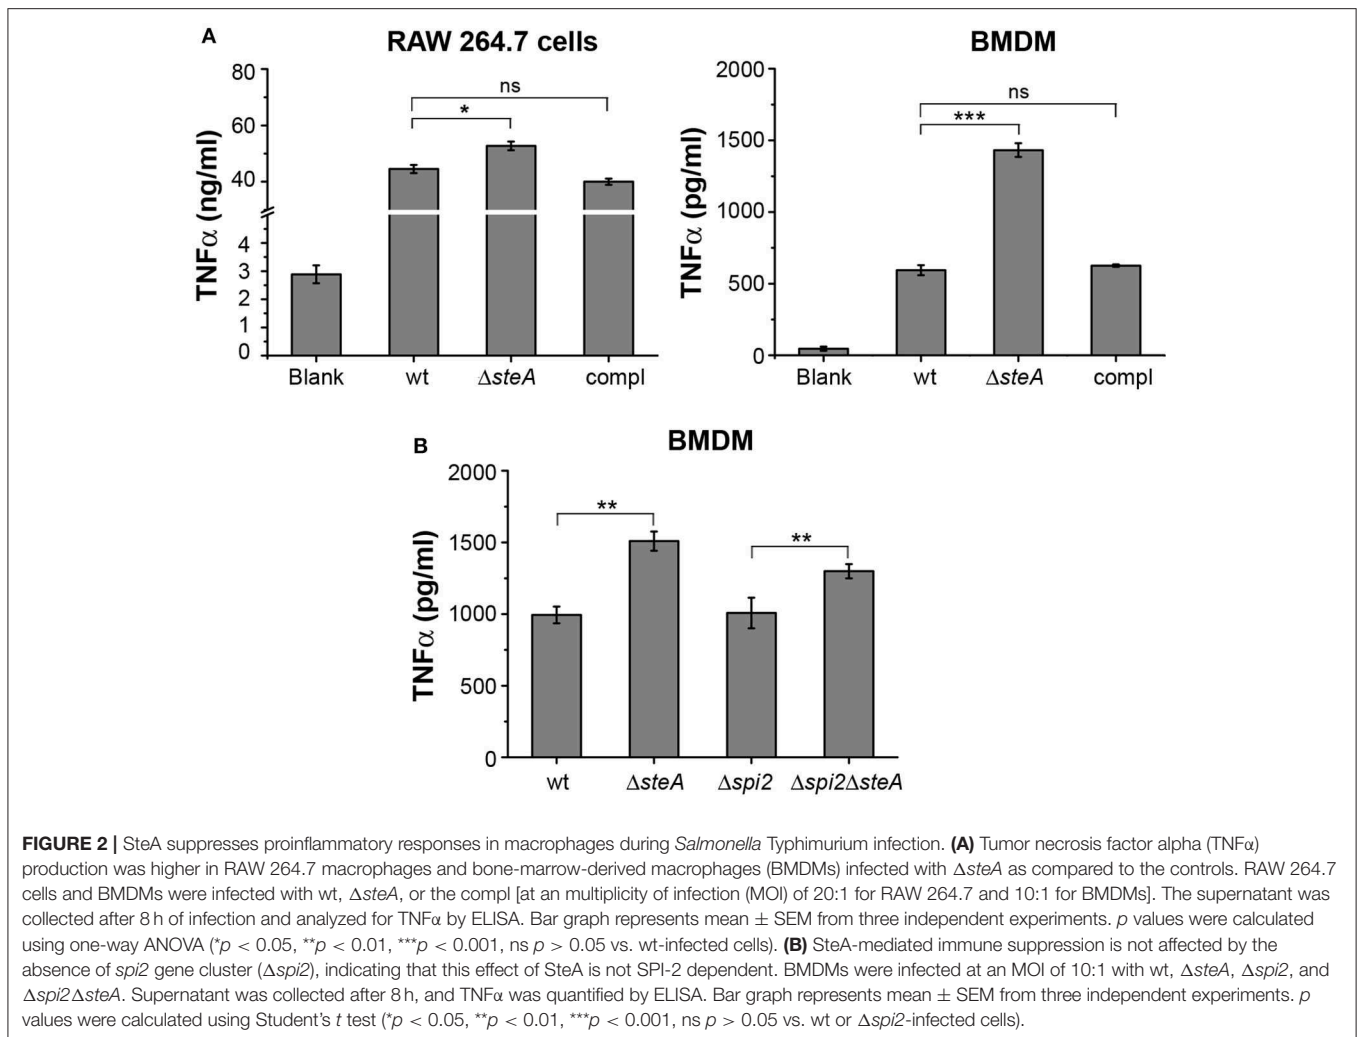 A
RAW 264.7 cells
TNFα (ng/ml)
80
60
40
4
3
2
1
0
ns
*
Blank wt ΔsteA compl
BMDM
TNFα (pg/ml)
2000
1500
1000
500
0
ns
***
Blank wt ΔsteA compl
B
BMDM
TNFα (pg/ml)
2000
1500
1000
500
0
**
**
wt ΔsteA Δspi2 Δspi2ΔsteA
FIGURE 2 | SteA suppresses proinflammatory responses in macrophages during Salmonella Typhimurium infection. (A) Tumor necrosis factor alpha (TNFα)
production was higher in RAW 264.7 macrophages and bone-marrow-derived macrophages (BMDMs) infected with ΔsteA as compared to the controls. RAW 264.7
cells and BMDMs were infected with wt, ΔsteA, or the compl [at an multiplicity of infection (MOI) of 20:1 for RAW 264.7 and 10:1 for BMDMs]. The supernatant was
collected after 8 h of infection and analyzed for TNFα by ELISA. Bar graph represents mean ± SEM from three independent experiments. p values were calculated
using one-way ANOVA (*p < 0.05, **p < 0.01, ***p < 0.001, ns p > 0.05 vs. wt-infected cells). (B) SteA-mediated immune suppression is not affected by the
absence of spi2 gene cluster (Δspi2), indicating that this effect of SteA is not SPI-2 dependent. BMDMs were infected at an MOI of 10:1 with wt, ΔsteA, Δspi2, and
Δspi2ΔsteA. Supernatant was collected after 8 h, and TNFα was quantified by ELISA. Bar graph represents mean ± SEM from three independent experiments. p
values were calculated using Student's t test (*p < 0.05, **p < 0.01, ***p < 0.001, ns p > 0.05 vs. wt or Δspi2-infected cells).